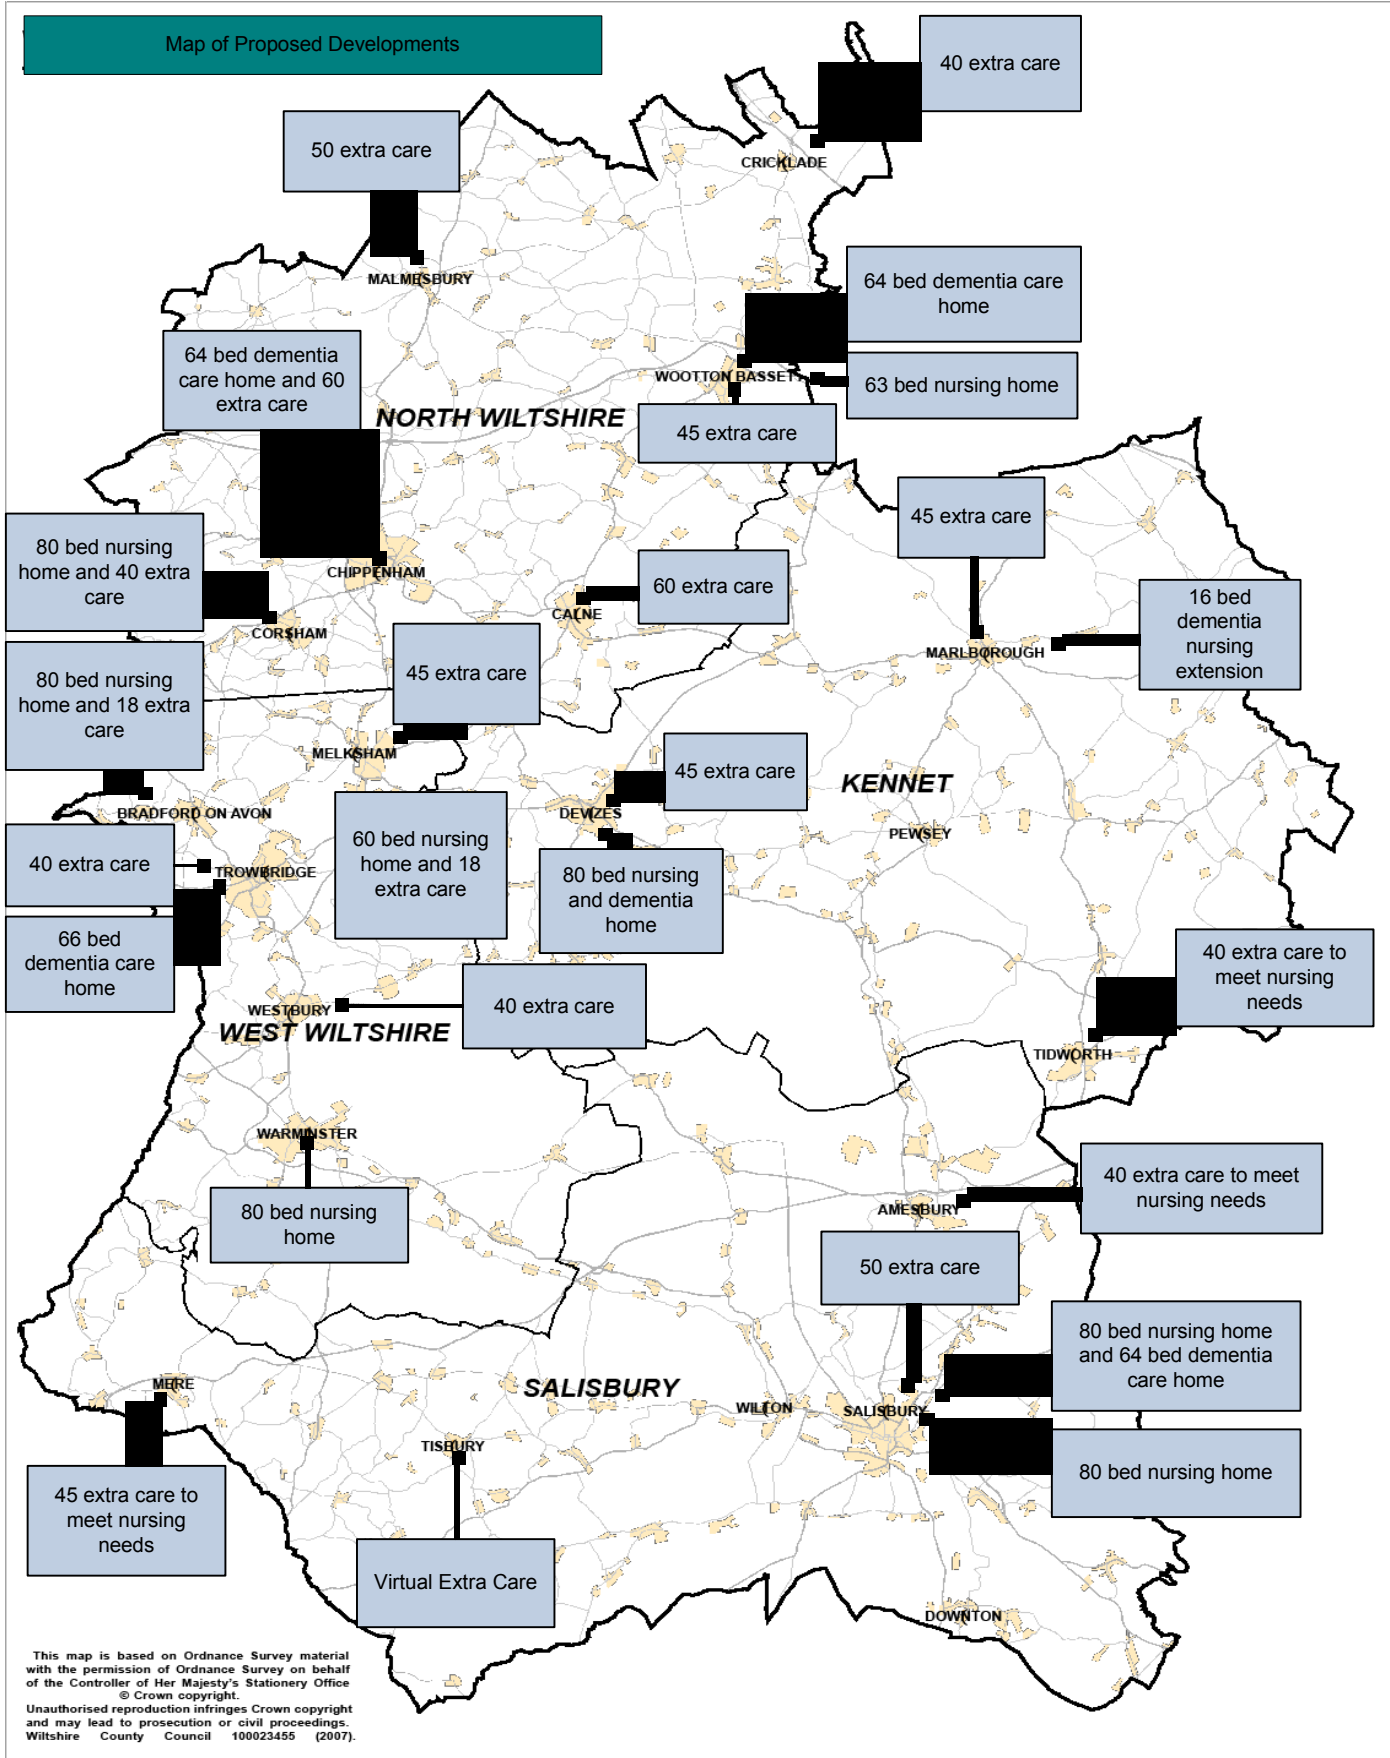 Map of Proposed Developments
40 extra care
50 extra care
CRICKLADE
MALMESBURY
64 bed dementia care
home
64 bed dementia
care home and 60
extra care
WOOTTON BASSETT
63 bed nursing home
NORTH WILTSHIRE
45 extra care
45 extra care
80 bed nursing
home and 40 extra
care
CHIPPENHAM
60 extra care
CALNE
16 bed
dementia
nursing
extension
CORSHAM
MARLBOROUGH
80 bed nursing
home and 18 extra
care
45 extra care
MELKSHAM
45 extra care
KENNET
BRADFORD ON AVON
DEVIZES
PEWSEY
60 bed nursing
home and 18
extra care
40 extra care
TROWBRIDGE
80 bed nursing
and dementia
home
66 bed
dementia care
home
40 extra care to
meet nursing
needs
WESTBURY
40 extra care
WEST WILTSHIRE
TIDWORTH
WARMINSTER
80 bed nursing
home
40 extra care to meet
nursing needs
AMESBURY
50 extra care
80 bed nursing home
and 64 bed dementia
care home
MERE
SALISBURY
WILTON
SALISBURY
TISBURY
80 bed nursing home
45 extra care to
meet nursing
needs
Virtual Extra Care
DOWNTON
This map is based on Ordnance Survey material
with the permission of Ordnance Survey on behalf
of the Controller of Her Majesty's Stationery Office
© Crown copyright.
Unauthorised reproduction infringes Crown copyright
and may lead to prosecution or civil proceedings.
Wiltshire County Council 100023455 (2007).